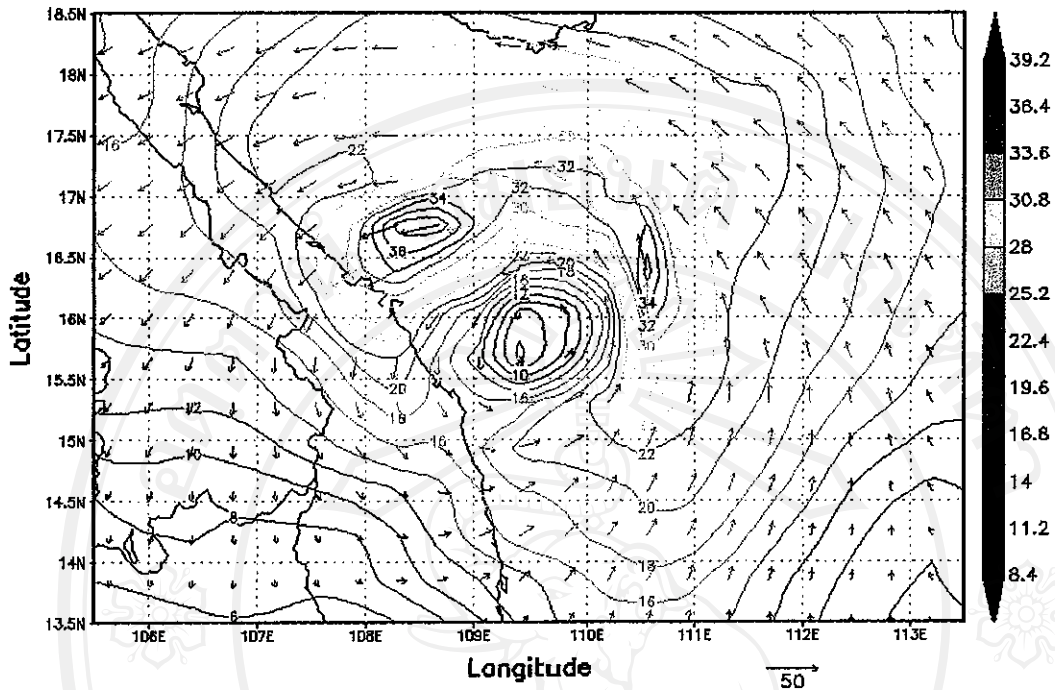 18.5N
18N
17.5N
17N
16.5N
16N
15.5N
15N
14.5N
14N
13.5N
Latitude
106E
107E
108E
109E
110E
111E
112E
113E
Longitude
50
39.2
36.4
33.6
30.8
28
25.2
22.4
19.6
16.8
14
11.2
8.4
16
22
32
32
30
34
38
18
12
10
16
34
32
30
20
18
16
12
10
8
6
22
20
18
16